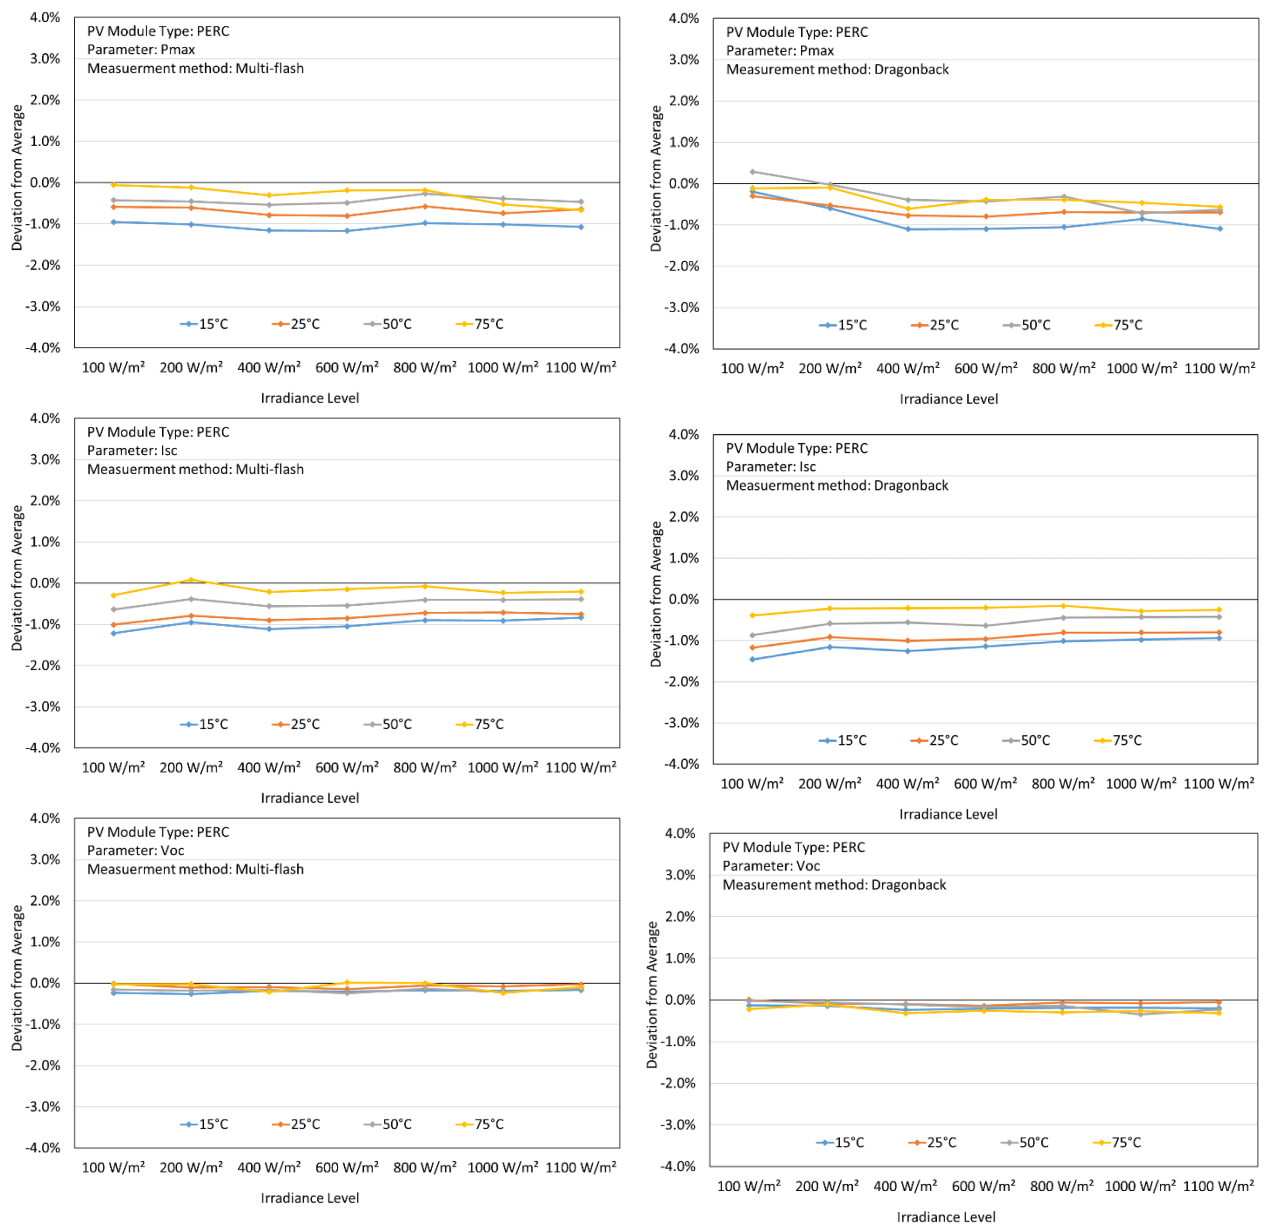 4.0%
3.0%
2.0%
1.0%
0.0%
-1.0%
-2.0%
-3.0%
-4.0%
Deviation from Average
PV Module Type: PERC
Parameter: Pmax
Measuerment method: Multi-flash
15°C 25°C 50°C 75°C
100 W/m² 200 W/m² 400 W/m² 600 W/m² 800 W/m² 1000 W/m² 1100 W/m²
Irradiance Level
4.0%
3.0%
2.0%
1.0%
0.0%
-1.0%
-2.0%
-3.0%
-4.0%
Deviation from Average
PV Module Type: PERC
Parameter: Pmax
Measurement method: Dragonback
15°C 25°C 50°C 75°C
100 W/m² 200 W/m² 400 W/m² 600 W/m² 800 W/m² 1000 W/m² 1100 W/m²
Irradiance Level
4.0%
3.0%
2.0%
1.0%
0.0%
-1.0%
-2.0%
-3.0%
-4.0%
Deviation from Average
PV Module Type: PERC
Parameter: Isc
Measuerment method: Multi-flash
15°C 25°C 50°C 75°C
100 W/m² 200 W/m² 400 W/m² 600 W/m² 800 W/m² 1000 W/m² 1100 W/m²
Irradiance Level
4.0%
3.0%
2.0%
1.0%
0.0%
-1.0%
-2.0%
-3.0%
-4.0%
Deviation from Average
PV Module Type: PERC
Parameter: Isc
Measuerment method: Dragonback
15°C 25°C 50°C 75°C
100 W/m² 200 W/m² 400 W/m² 600 W/m² 800 W/m² 1000 W/m² 1100 W/m²
Irradiance Level
4.0%
3.0%
2.0%
1.0%
0.0%
-1.0%
-2.0%
-3.0%
-4.0%
Deviation from Average
PV Module Type: PERC
Parameter: Voc
Measuerment method: Multi-flash
15°C 25°C 50°C 75°C
100 W/m² 200 W/m² 400 W/m² 600 W/m² 800 W/m² 1000 W/m² 1100 W/m²
Irradiance Level
4.0%
3.0%
2.0%
1.0%
0.0%
-1.0%
-2.0%
-3.0%
-4.0%
Deviation from Average
PV Module Type: PERC
Parameter: Voc
Measurement method: Dragonback
15°C 25°C 50°C 75°C
100 W/m² 200 W/m² 400 W/m² 600 W/m² 800 W/m² 1000 W/m² 1100 W/m²
Irradiance Level